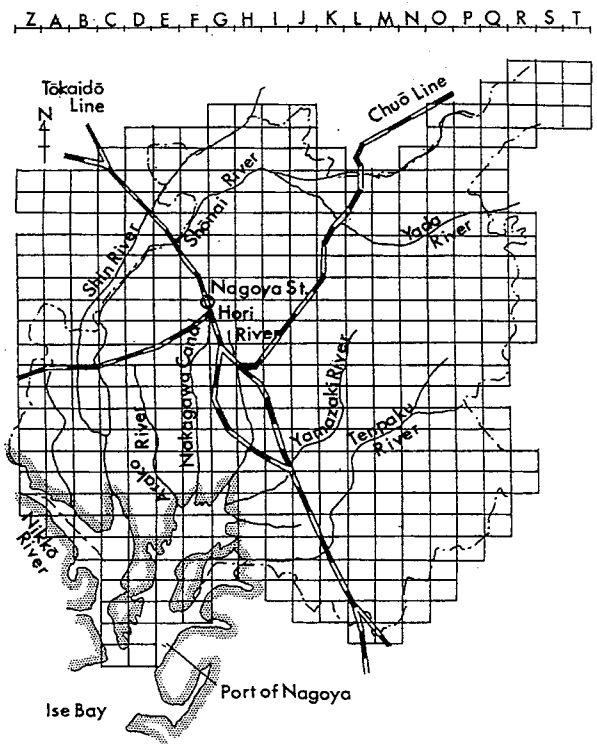 Z A B C D E F G H I J K L M N O P Q R S T
Tōkaidō
Line
N
Chuō Line
Shōnai River
Yada
River
Shin River
Nagoya St.
Hori
River
Nakagawa Canal
Yamazaki River
Tenpaku
River
Arako River
Nikkō
River
Port of Nagoya
Ise Bay